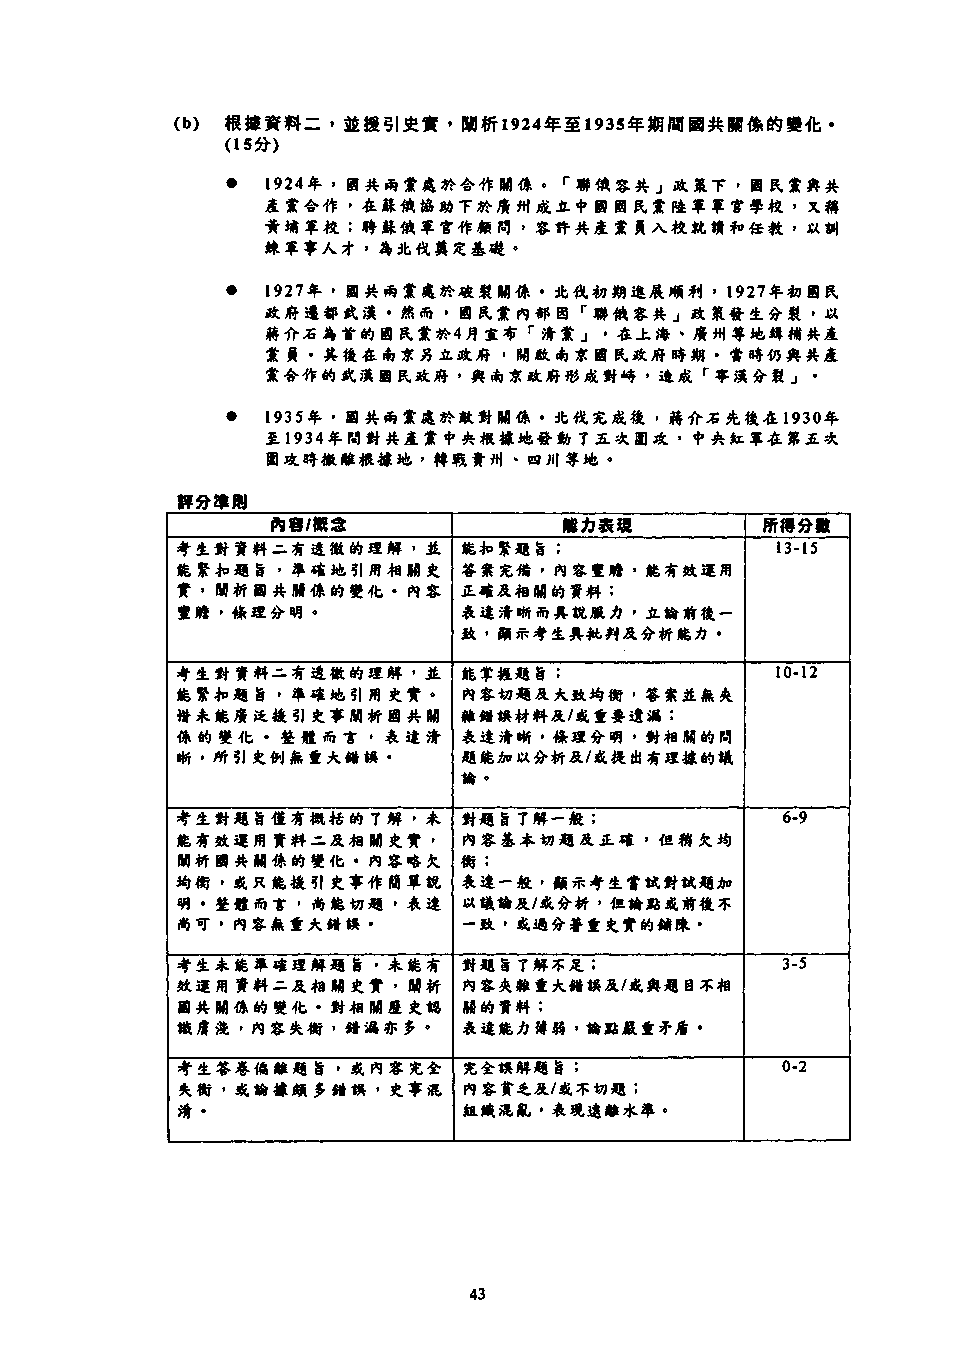 (b) 根據資料二，並援引史實，闡析1924年至1935年期間國共關係的變化。
(15分)
● 1924年，國共兩黨處於合作關係。「聯俄容共」政策下，國民黨與共
產黨合作，在蘇俄協助下於廣州成立中國國民黨陸軍軍官學校，又稱
黃埔軍校；聘蘇俄軍官作顧問，容許共產黨員入校就讀和任教，以訓
練軍事人才，為北伐奠定基礎。
● 1927年，國共兩黨處於破裂關係。北伐初期進展順利，1927年初國民
政府遷都武漢。然而，國民黨內部因「聯俄容共」政策發生分裂，以
蔣介石為首的國民黨於4月宣布「清黨」，在上海、廣州等地緝捕共產
黨員。其後在南京另立政府，開啟南京國民政府時期。當時仍與共產
黨合作的武漢國民政府，與南京政府形成對峙，造成「寧漢分裂」。
● 1935年，國共兩黨處於敵對關係。北伐完成後，蔣介石先後在1930年
至1934年間對共產黨中央根據地發動了五次圍攻，中央紅軍在第五次
圍攻時撤離根據地，轉戰貴州、四川等地。
評分準則
內容/概念 能力表現 所得分數
考生對資料二有透徹的理解，並 能扣緊題旨； 13-15
能緊扣題旨，準確地引用相關史 答案完備，內容豐贍，能有效運用
實，闡析國共關係的變化。內容 正確及相關的資料；
豐贍，條理分明。 表達清晰而具說服力，立論前後一
致，顯示考生具批判及分析能力。
考生對資料二有透徹的理解，並 能掌握題旨； 10-12
能緊扣題旨，準確地引用史實。 內容切題及大致均衡，答案並無夾
惜未能廣泛援引史事闡析國共關 雜錯誤材料及/或重要遺漏；
係的變化。整體而言，表達清 表達清晰，條理分明，對相關的問
晰，所引史例無重大錯誤。 題能加以分析及/或提出有理據的議
論。
考生對題旨僅有概括的了解，未 對題旨了解一般； 6-9
能有效運用資料二及相關史實， 內容基本切題及正確，但稍欠均
闡析國共關係的變化。內容略欠 衡；
均衡，或只能援引史事作簡單說 表達一般，顯示考生嘗試對試題加
明。整體而言，尚能切題，表達 以議論及/或分析，但論點或前後不
尚可，內容無重大錯誤。 一致，或過分著重史實的鋪陳。
考生未能準確理解題旨，未能有 對題旨了解不足； 3-5
效運用資料二及相關史實，闡析 內容夾雜重大錯誤及/或與題目不相
國共關係的變化。對相關歷史認 關的資料；
識膚淺，內容失衡，錯漏亦多。 表達能力薄弱，論點嚴重矛盾。
考生答卷偏離題旨，或內容完全 完全誤解題旨； 0-2
失衡，或論據頗多錯誤，史事混 內容貧乏及/或不切題；
淆。 組織混亂，表現遠離水準。
43